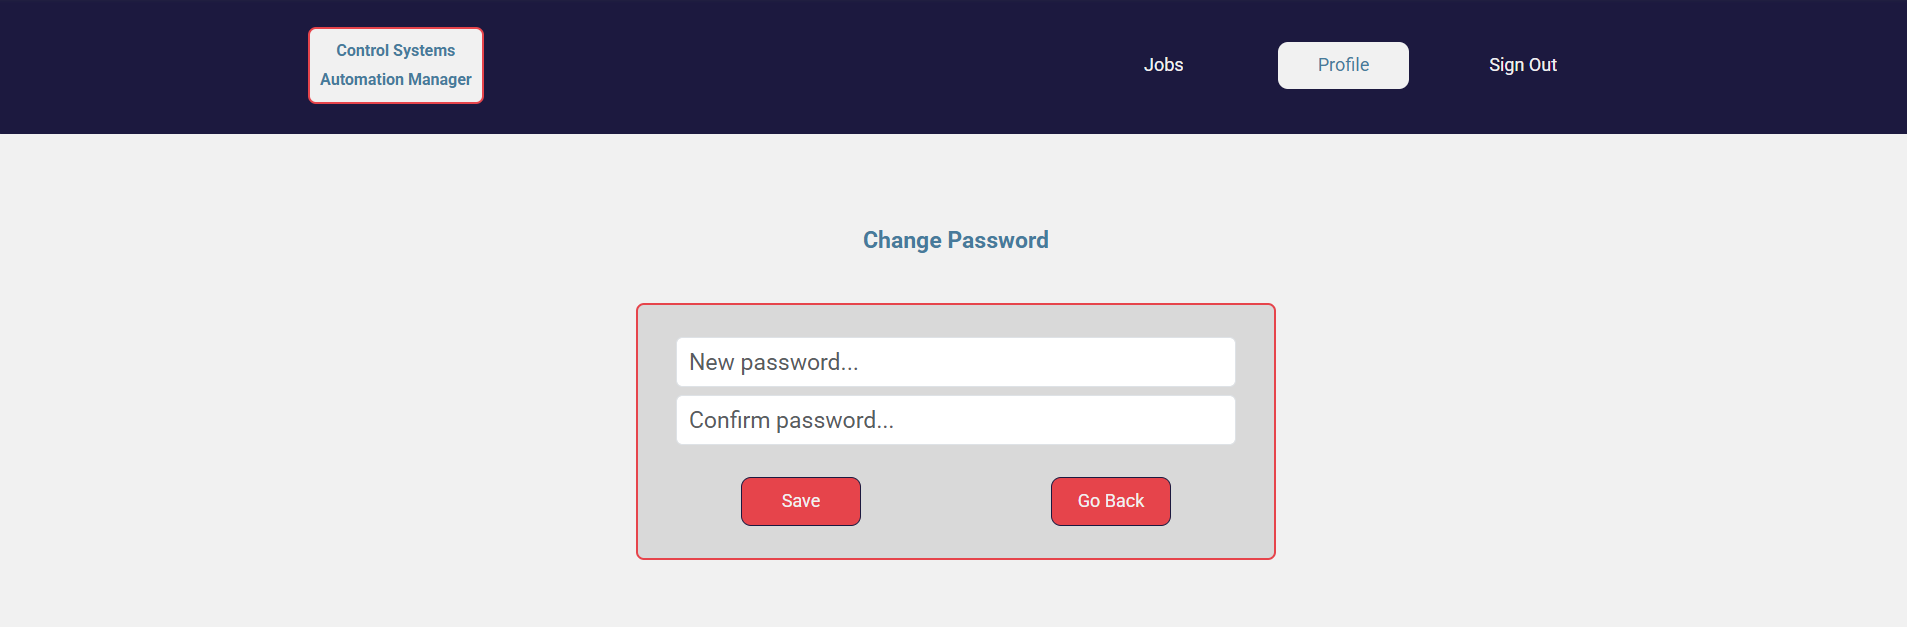 Control Systems
Automation Manager
Jobs
Profile
Sign Out
Change Password
New password...
Confirm password...
Save
Go Back